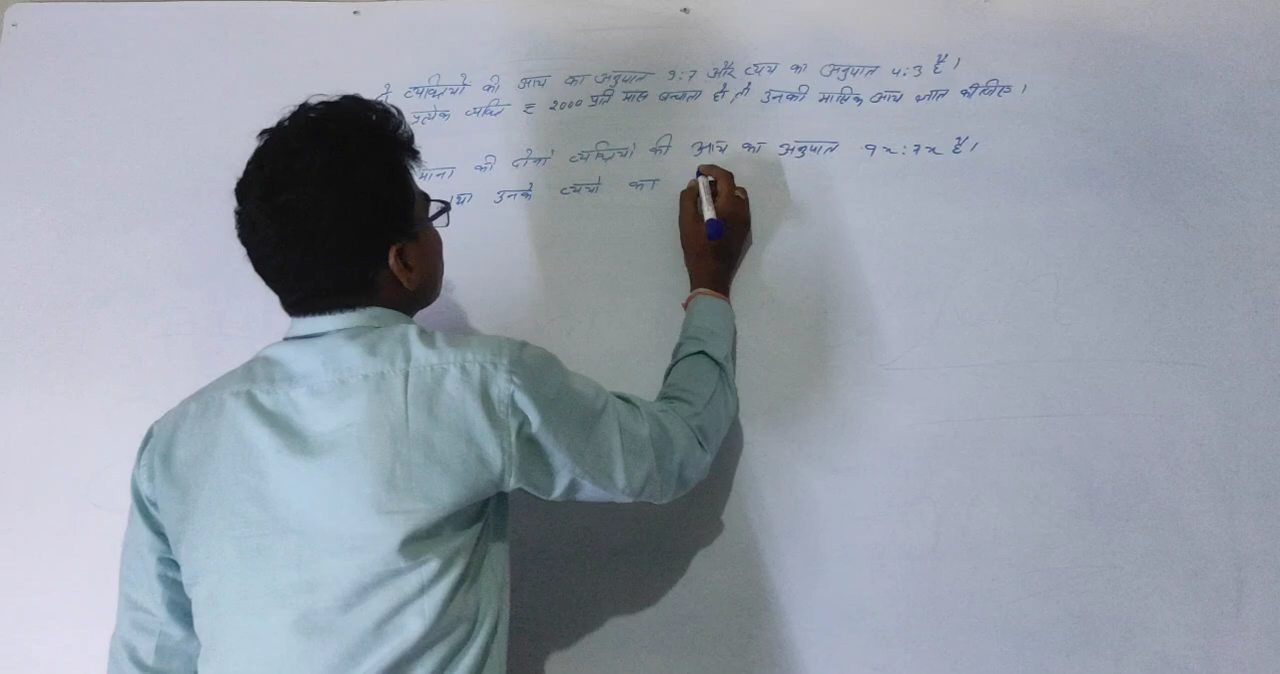 व्यक्तियों की आय का अनुपात 9:7 और व्यय का अनुपात 4:3 है।
प्रत्येक व्यक्ति ₹ 2000 प्रति माह बचाता हो, तो उनकी मासिक आय ज्ञात कीजिए।
माना की दोनों व्यक्तियों की आय का अनुपात 9x:7x है।
उनके व्ययों का